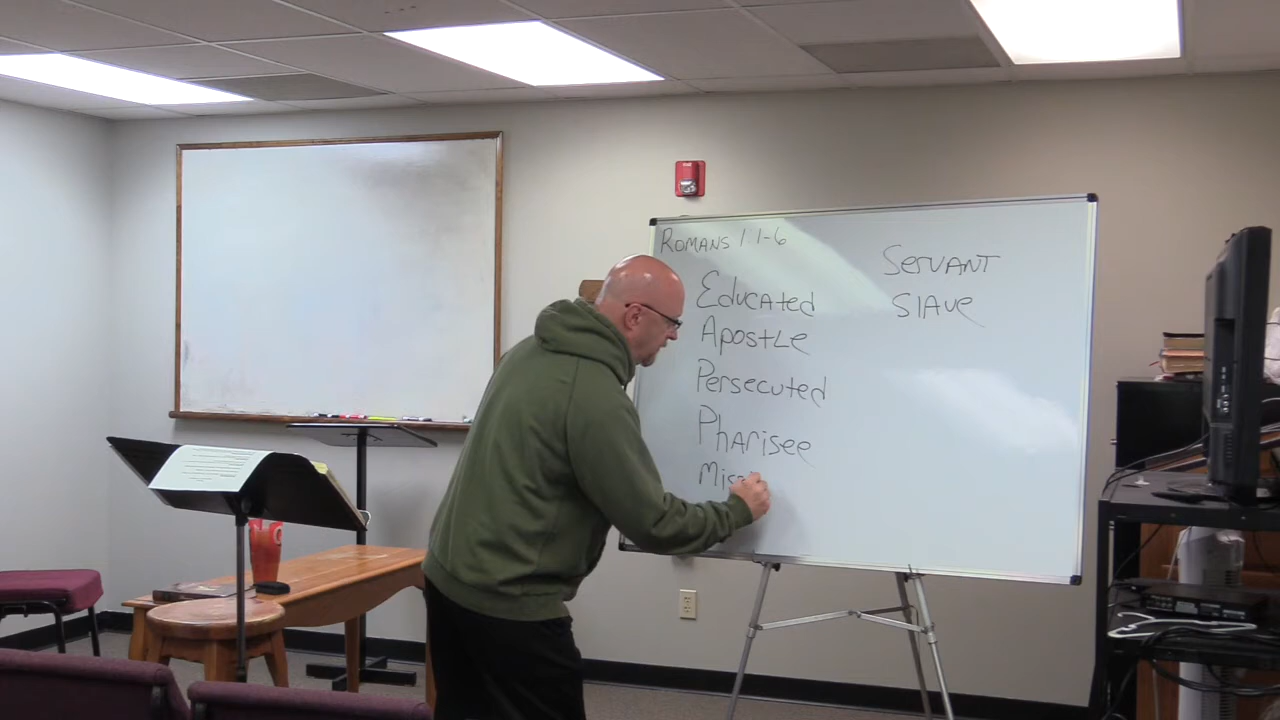 Romans 1 1-6
Educated
Apostle
Persecuted
Pharisee
Servant
Slave